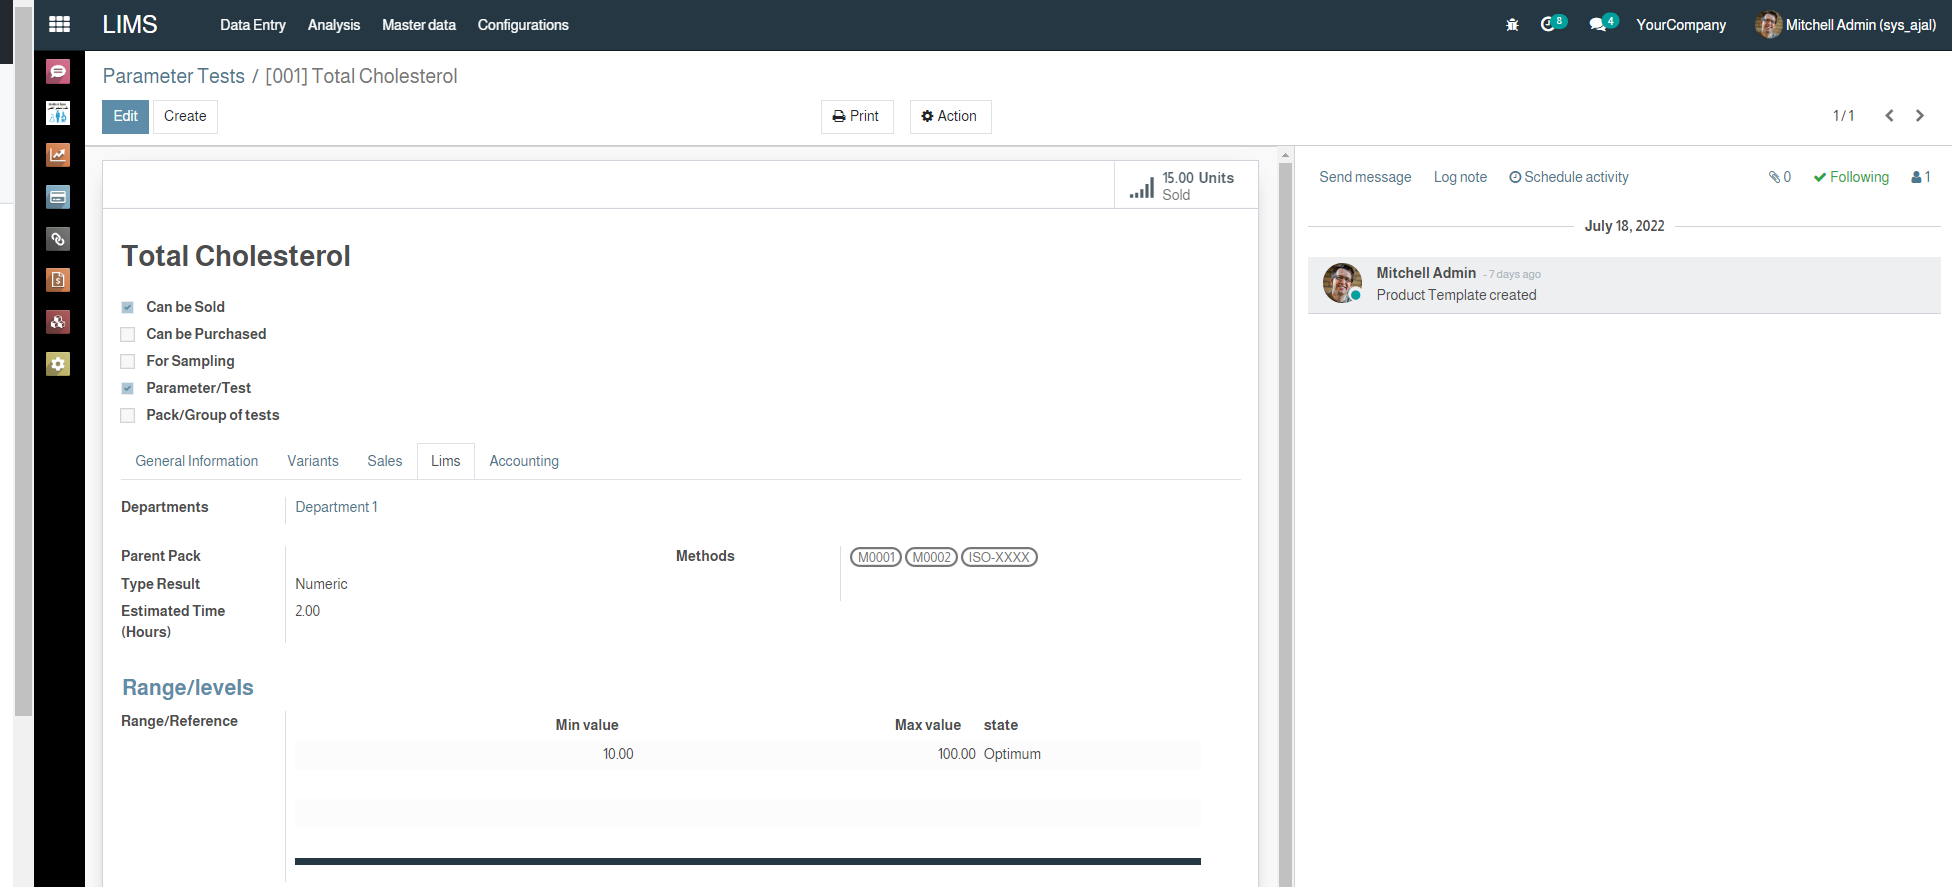 LIMS Data Entry Analysis Master data Configurations 8 4 YourCompany Mitchell Admin (sys_ajal)
Parameter Tests / [001] Total Cholesterol
Edit Create Print Action 1 / 1
15.00 Units
Sold
Send message Log note Schedule activity 0 Following 1
July 18, 2022
Mitchell Admin - 7 days ago
Product Template created
Total Cholesterol
Can be Sold
Can be Purchased
For Sampling
Parameter/Test
Pack/Group of tests
General Information Variants Sales Lims Accounting
Departments Department 1
Parent Pack Methods M0001 M0002 ISO-XXXX
Type Result Numeric
Estimated Time 2.00
(Hours)
Range/levels
Range/Reference Min value Max value state
10.00 100.00 Optimum